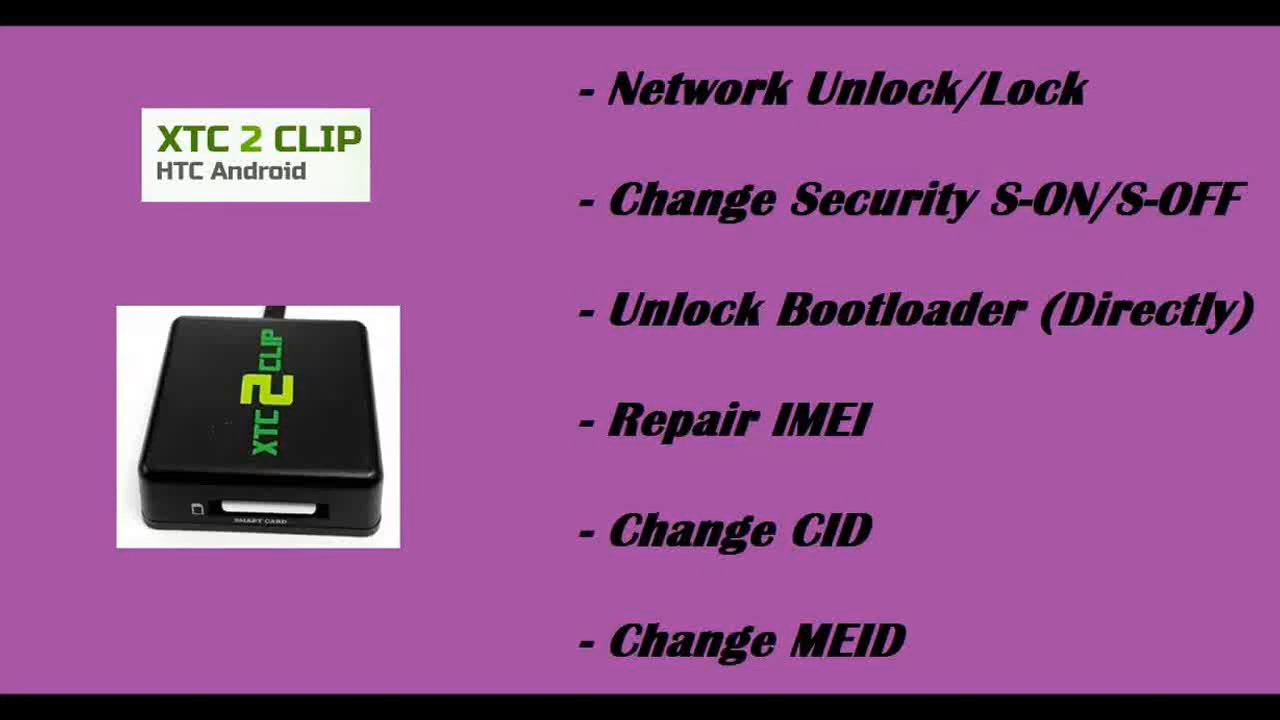 XTC 2 CLIP
HTC Android
XTC 2 CLIP
SMART CARD
- Network Unlock/Lock
- Change Security S-ON/S-OFF
- Unlock Bootloader (Directly)
- Repair IMEI
- Change CID
- Change MEID